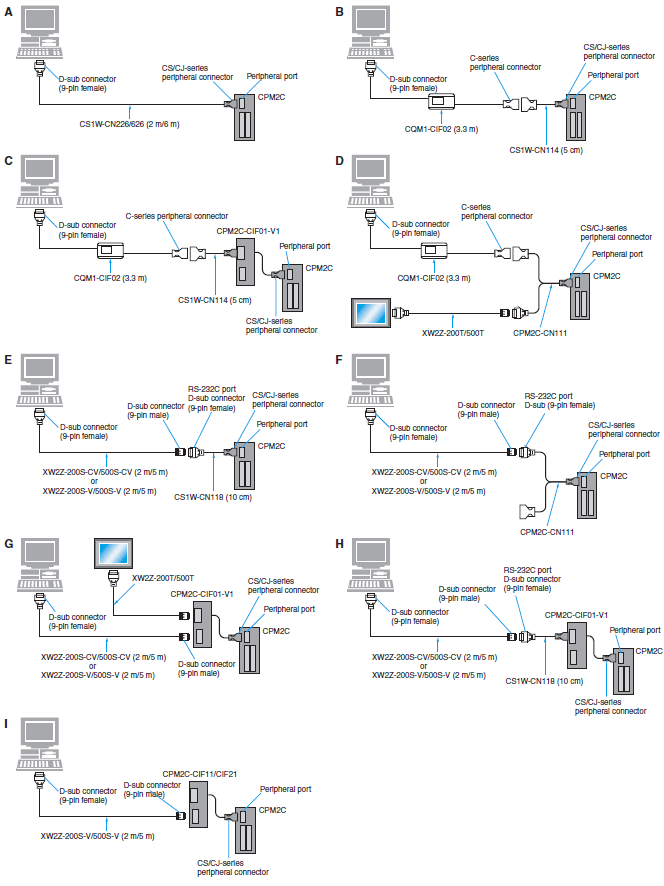 A
D-sub connector
(9-pin female)
CS/CJ-series
peripheral connector
Peripheral port
CPM2C
CS1W-CN226/626 (2 m/6 m)
B
D-sub connector
(9-pin female)
C-series
peripheral connector
CS/CJ-series
peripheral connector
Peripheral port
CPM2C
CQM1-CIF02 (3.3 m)
CS1W-CN114 (5 cm)
C
D-sub connector
(9-pin female)
C-series peripheral connector
CPM2C-CIF01-V1
Peripheral port
CPM2C
CQM1-CIF02 (3.3 m)
CS1W-CN114 (5 cm)
CS/CJ-series
peripheral connector
D
D-sub connector
(9-pin female)
C-series
peripheral connector
CS/CJ-series
peripheral connector
Peripheral port
CPM2C
CQM1-CIF02 (3.3 m)
XW2Z-200T/500T
CPM2C-CN111
E
D-sub connector
(9-pin female)
D-sub connector
(9-pin male)
RS-232C port
D-sub connector
(9-pin female)
CS/CJ-series
peripheral connector
Peripheral port
CPM2C
XW2Z-200S-CV/500S-CV (2 m/5 m)
or
XW2Z-200S-V/500S-V (2 m/5 m)
CS1W-CN118 (10 cm)
F
D-sub connector
(9-pin female)
D-sub connector
(9-pin male)
RS-232C port
D-sub (9-pin female)
CS/CJ-series
peripheral connector
Peripheral port
CPM2C
XW2Z-200S-CV/500S-CV (2 m/5 m)
or
XW2Z-200S-V/500S-V (2 m/5 m)
CPM2C-CN111
G
XW2Z-200T/500T
CPM2C-CIF01-V1
CS/CJ-series
peripheral connector
Peripheral port
CPM2C
D-sub connector
(9-pin female)
XW2Z-200S-CV/500S-CV (2 m/5 m)
or
XW2Z-200S-V/500S-V (2 m/5 m)
D-sub connector
(9-pin male)
H
D-sub connector
(9-pin female)
D-sub connector
(9-pin male)
RS-232C port
D-sub connector
(9-pin female)
CPM2C-CIF01-V1
Peripheral port
CPM2C
XW2Z-200S-CV/500S-CV (2 m/5 m)
or
XW2Z-200S-V/500S-V (2 m/5 m)
CS1W-CN118 (10 cm)
CS/CJ-series
peripheral connector
I
D-sub connector
(9-pin female)
D-sub connector
(9-pin male)
CPM2C-CIF11/CIF21
Peripheral port
CPM2C
XW2Z-200S-V/500S-V (2 m/5 m)
CS/CJ-series
peripheral connector